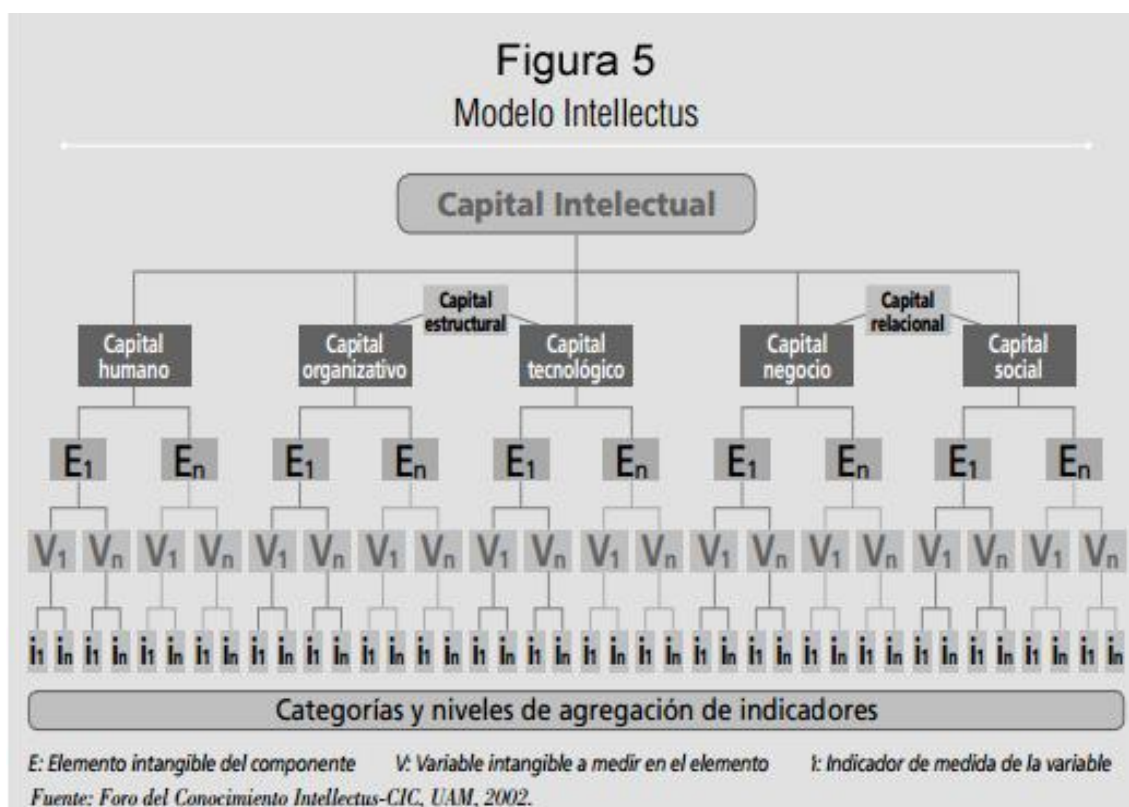 Figura 5
Modelo Intellectus
Capital Intelectual
Capital
estructural
Capital
relacional
Capital
humano
Capital
organizativo
Capital
tecnológico
Capital
negocio
Capital
social
E1 En E1 En E1 En E1 En E1 En
V1 Vn V1 Vn V1 Vn V1 Vn V1 Vn V1 Vn V1 Vn V1 Vn V1 Vn V1 Vn
i1 in i1 in i1 in i1 in i1 in i1 in i1 in i1 in i1 in i1 in i1 in i1 in i1 in i1 in i1 in i1 in i1 in i1 in i1 in i1 in
Categorías y niveles de agregación de indicadores
E: Elemento intangible del componente V: Variable intangible a medir en el elemento i: Indicador de medida de la variable
Fuente: Foro del Conocimiento Intellectus-CIC, UAM, 2002.